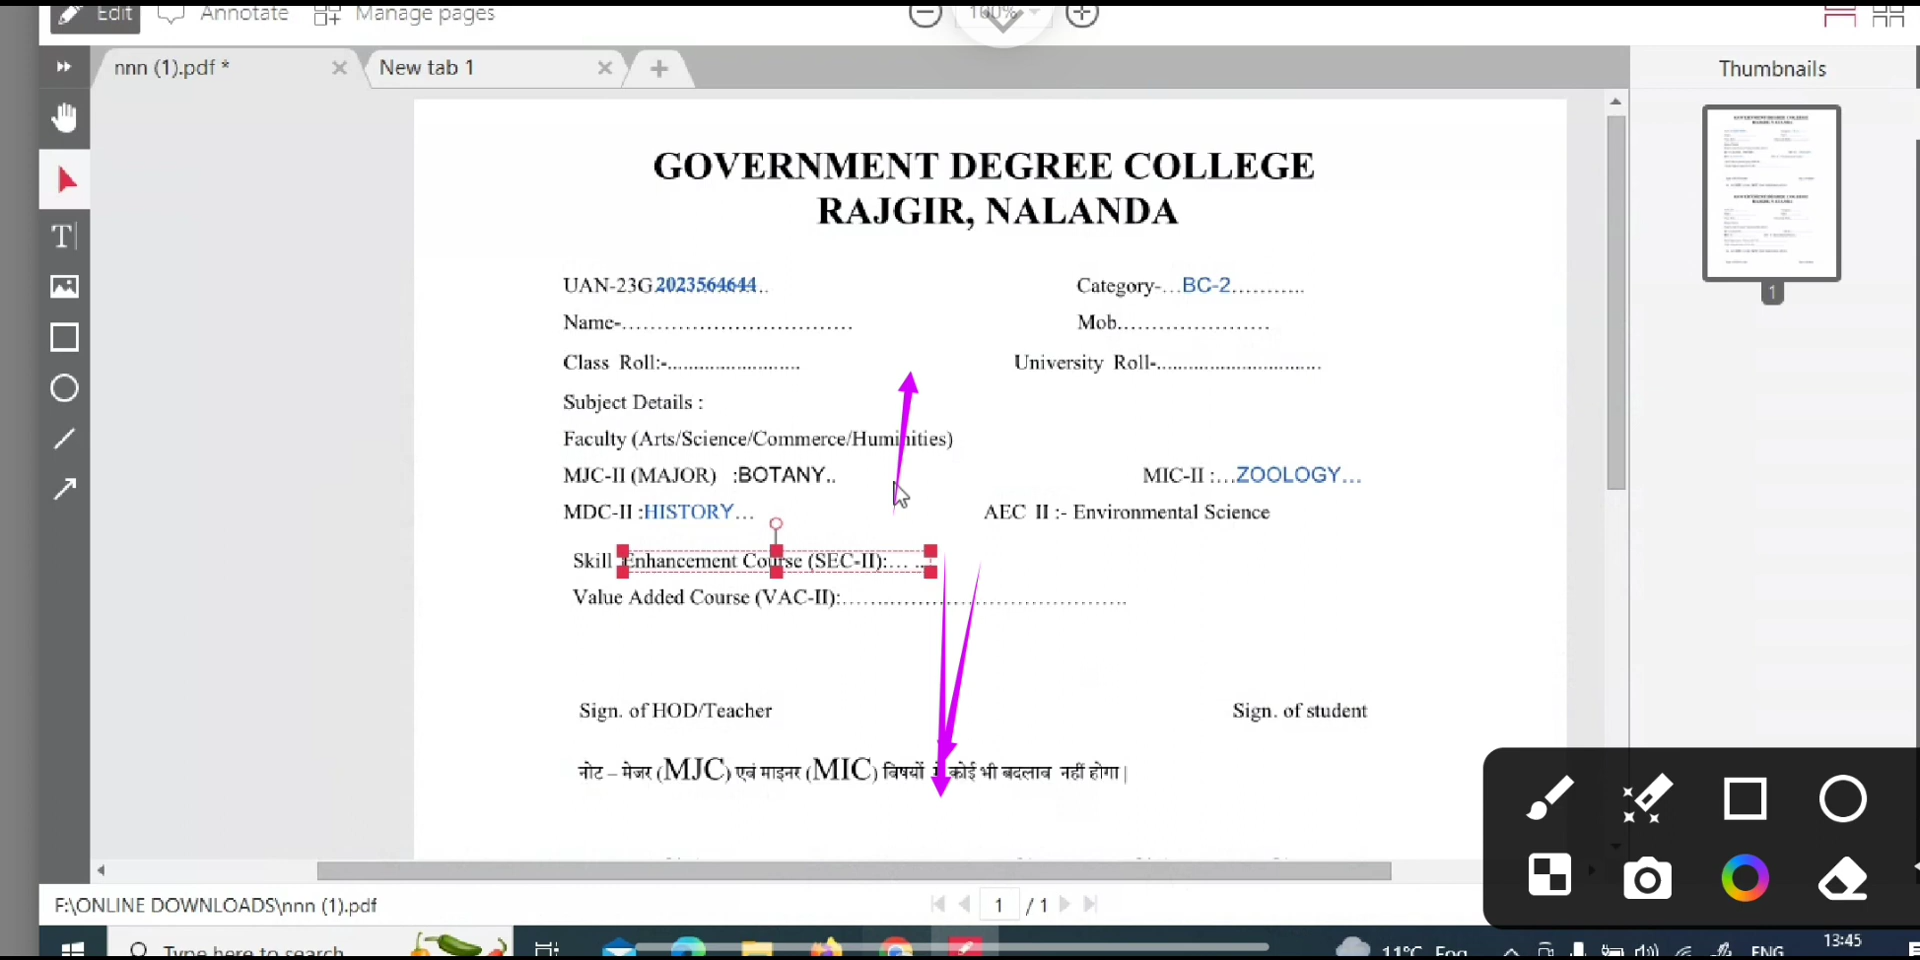 Edit Annotate Manage pages 100%
nnn (1).pdf * New tab 1 Thumbnails
GOVERNMENT DEGREE COLLEGE
RAJGIR, NALANDA
UAN-23G2023564644.. Category-...BC-2...........
Name-................................. Mob......................
Class Roll:-......................... University Roll-...............................
Subject Details :
Faculty (Arts/Science/Commerce/Huminities)
MJC-II (MAJOR) :BOTANY.. MIC-II :...ZOOLOGY...
MDC-II :HISTORY... AEC II :- Environmental Science
Skill Enhancement Course (SEC-II):... ...
Value Added Course (VAC-II):.........................................
Sign. of HOD/Teacher Sign. of student
नोट – मेजर (MJC) एवं माइनर (MIC) विषयों में कोई भी बदलाव नहीं होगा |
1
F:\ONLINE DOWNLOADS\nnn (1).pdf 1 / 1
Type here to search 11°C Fog ENG 13:45